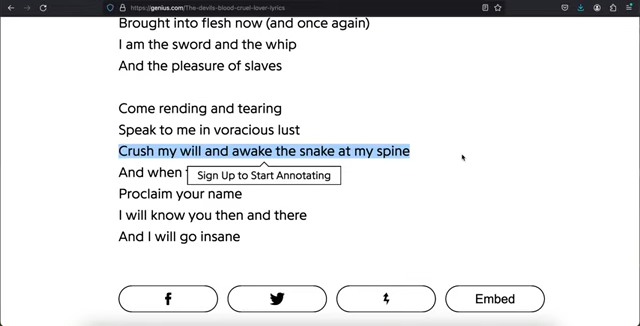 https://genius.com/The-devils-blood-cruel-lover-lyrics
Brought into flesh now (and once again)
I am the sword and the whip
And the pleasure of slaves
Come rending and tearing
Speak to me in voracious lust
Crush my will and awake the snake at my spine
And when
Sign Up to Start Annotating
Proclaim your name
I will know you then and there
And I will go insane
Embed